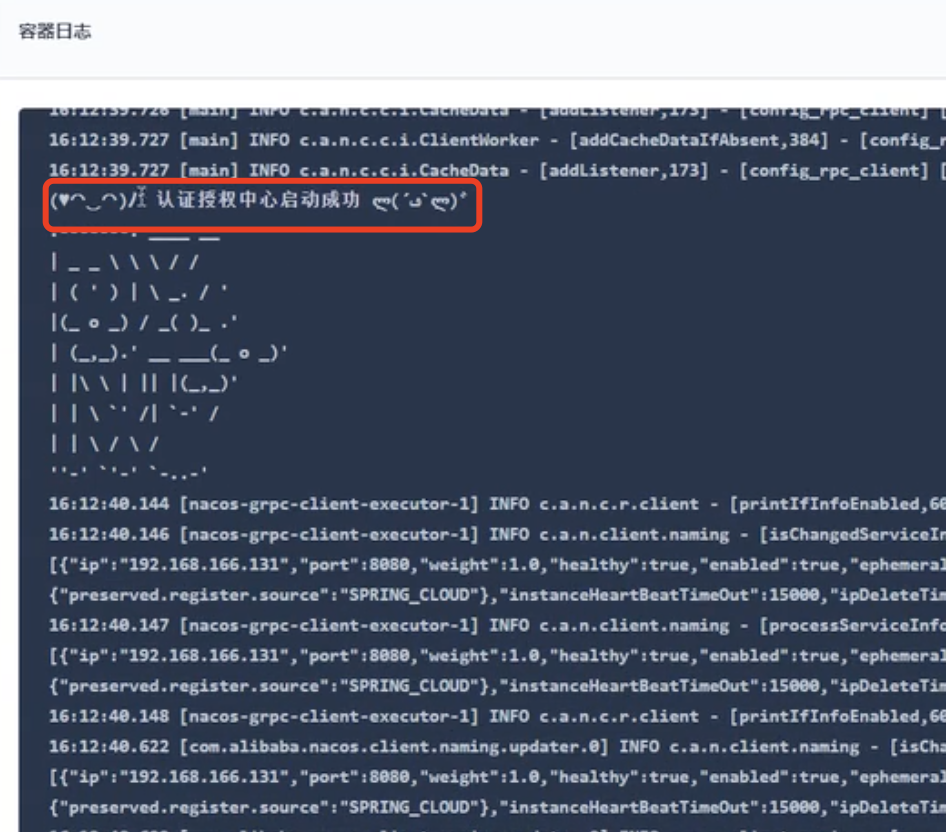 容器日志
16:12:39.728 [main] INFO c.a.n.c.c.i.CacheData - [addListener,173] - [config_rpc_client] [
16:12:39.727 [main] INFO c.a.n.c.c.i.ClientWorker - [addCacheDataIfAbsent,384] - [config_r
16:12:39.727 [main] INFO c.a.n.c.c.i.CacheData - [addListener,173] - [config_rpc_client] [
(♥◠‿◠)ﾉﾞ 认证授权中心启动成功 ლ(´ڡ`ლ)ﾞ
.-------. ____ __
| _ _ \ \ \ / /
| ( ' ) | \ _. / '
|(_ o _) / _( )_ .'
| (_,_).' __ ___(_ o _)'
| |\ \ | || |(_,_)'
| | \ `' /| `-' /
| | \ / \ /
''-' `'-' `-..-'
16:12:40.144 [nacos-grpc-client-executor-1] INFO c.a.n.c.r.client - [printIfInfoEnabled,60
16:12:40.146 [nacos-grpc-client-executor-1] INFO c.a.n.client.naming - [isChangedServiceIn
[{"ip":"192.168.166.131","port":8080,"weight":1.0,"healthy":true,"enabled":true,"ephemeral
{"preserved.register.source":"SPRING_CLOUD"},"instanceHeartBeatTimeOut":15000,"ipDeleteTim
16:12:40.147 [nacos-grpc-client-executor-1] INFO c.a.n.client.naming - [processServiceInfo
[{"ip":"192.168.166.131","port":8080,"weight":1.0,"healthy":true,"enabled":true,"ephemeral
{"preserved.register.source":"SPRING_CLOUD"},"instanceHeartBeatTimeOut":15000,"ipDeleteTim
16:12:40.148 [nacos-grpc-client-executor-1] INFO c.a.n.c.r.client - [printIfInfoEnabled,60
16:12:40.622 [com.alibaba.nacos.client.naming.updater.0] INFO c.a.n.client.naming - [isCha
[{"ip":"192.168.166.131","port":8080,"weight":1.0,"healthy":true,"enabled":true,"ephemeral
{"preserved.register.source":"SPRING_CLOUD"},"instanceHeartBeatTimeOut":15000,"ipDeleteTim